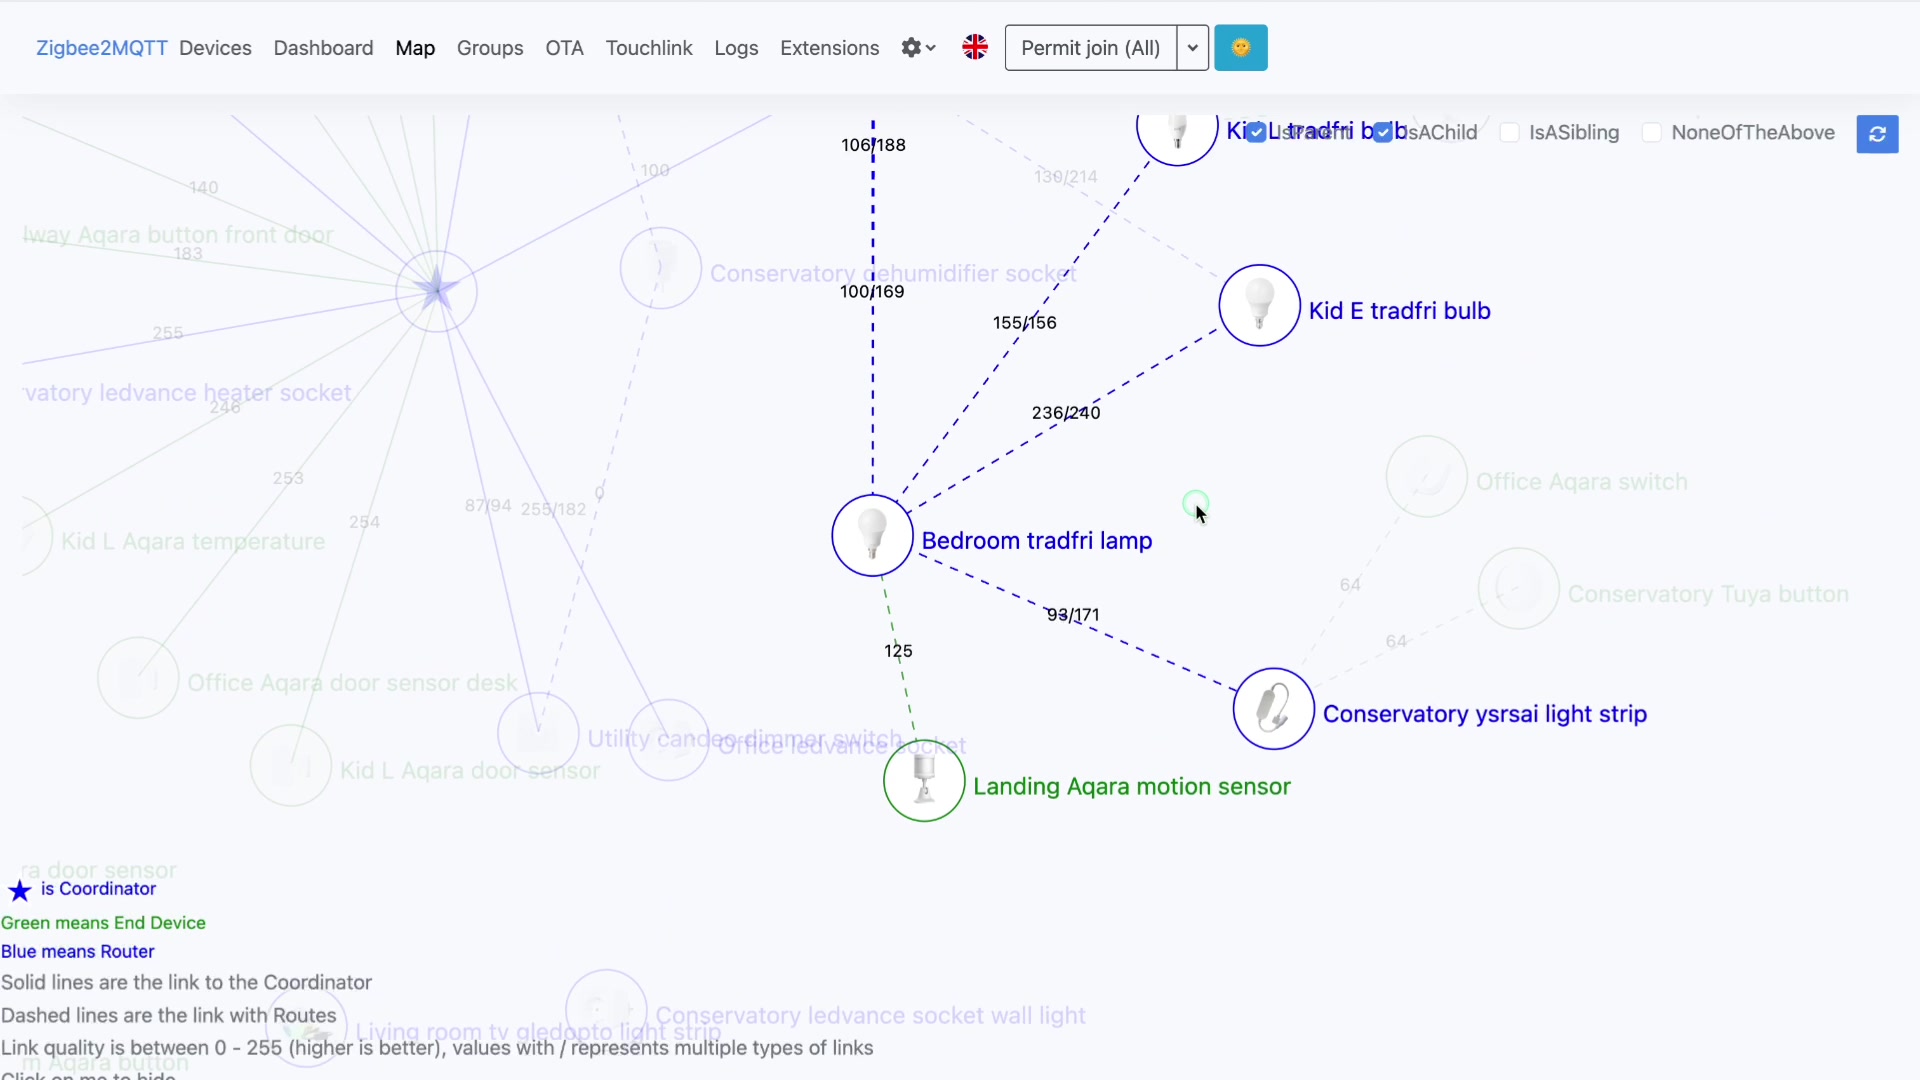 Zigbee2MQTT Devices Dashboard Map Groups OTA Touchlink Logs Extensions Permit join (All)
Kid L tradfri bulb
IsParent IsAChild IsASibling NoneOfTheAbove
106/188
100
130/214
140
lway Aqara button front door
183
Conservatory dehumidifier socket
100/169
Kid E tradfri bulb
155/156
255
vatory ledvance heater socket
246
236/240
253
Office Aqara switch
0
87/94
255/182
254
Kid L Aqara temperature
Bedroom tradfri lamp
64
Conservatory Tuya button
93/171
64
125
Office Aqara door sensor desk
Conservatory ysrsai light strip
Utility candeo dimmer switch
Office ledvance socket
Kid L Aqara door sensor
Landing Aqara motion sensor
ra door sensor
is Coordinator
Green means End Device
Blue means Router
Solid lines are the link to the Coordinator
Dashed lines are the link with Routes
Conservatory ledvance socket wall light
Living room tv gledopto light strip
Link quality is between 0 - 255 (higher is better), values with / represents multiple types of links
m Aqara button
Click on me to hide